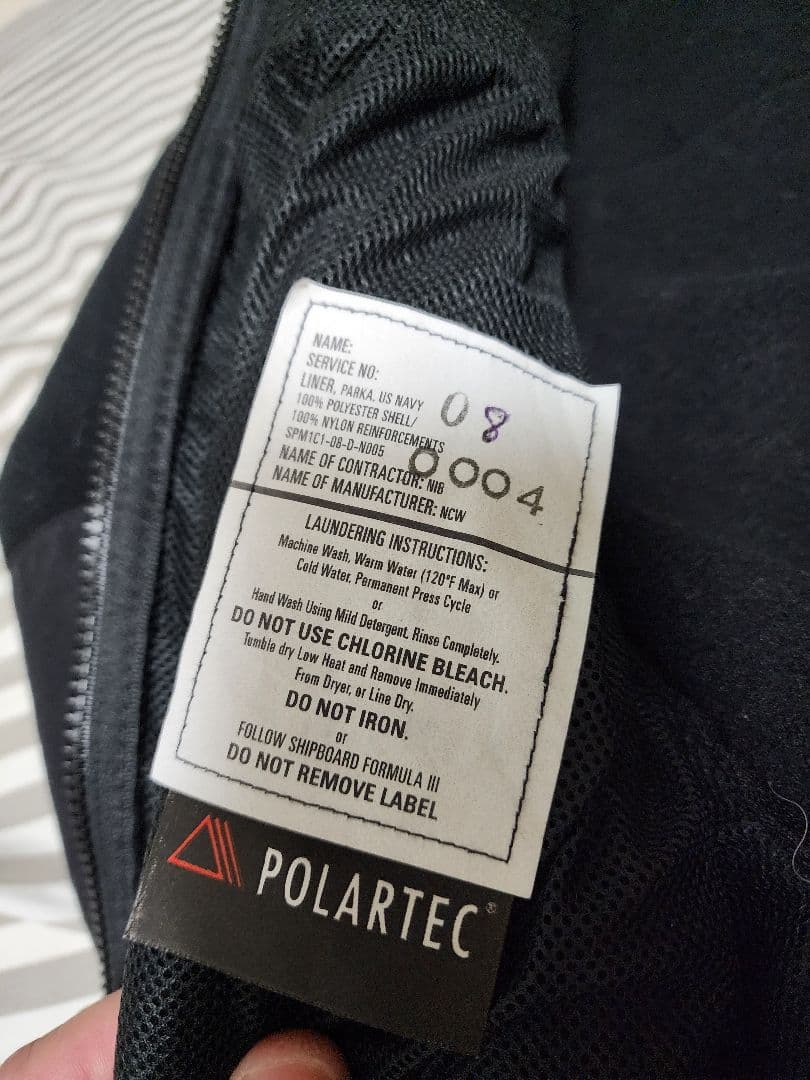 NAME:
SERVICE NO:
LINER, PARKA, US NAVY
100% POLYESTER SHELL/
100% NYLON REINFORCEMENTS
SPM1C1-08-D-N005
08
0004
NAME OF CONTRACTOR: NIB
NAME OF MANUFACTURER: NCW
LAUNDERING INSTRUCTIONS:
Machine Wash, Warm Water (120°F Max) or
Cold Water, Permanent Press Cycle
or
Hand Wash Using Mild Detergent, Rinse Completely.
DO NOT USE CHLORINE BLEACH.
Tumble dry Low Heat and Remove Immediately
From Dryer, or Line Dry.
DO NOT IRON.
or
FOLLOW SHIPBOARD FORMULA III
DO NOT REMOVE LABEL
POLARTEC®